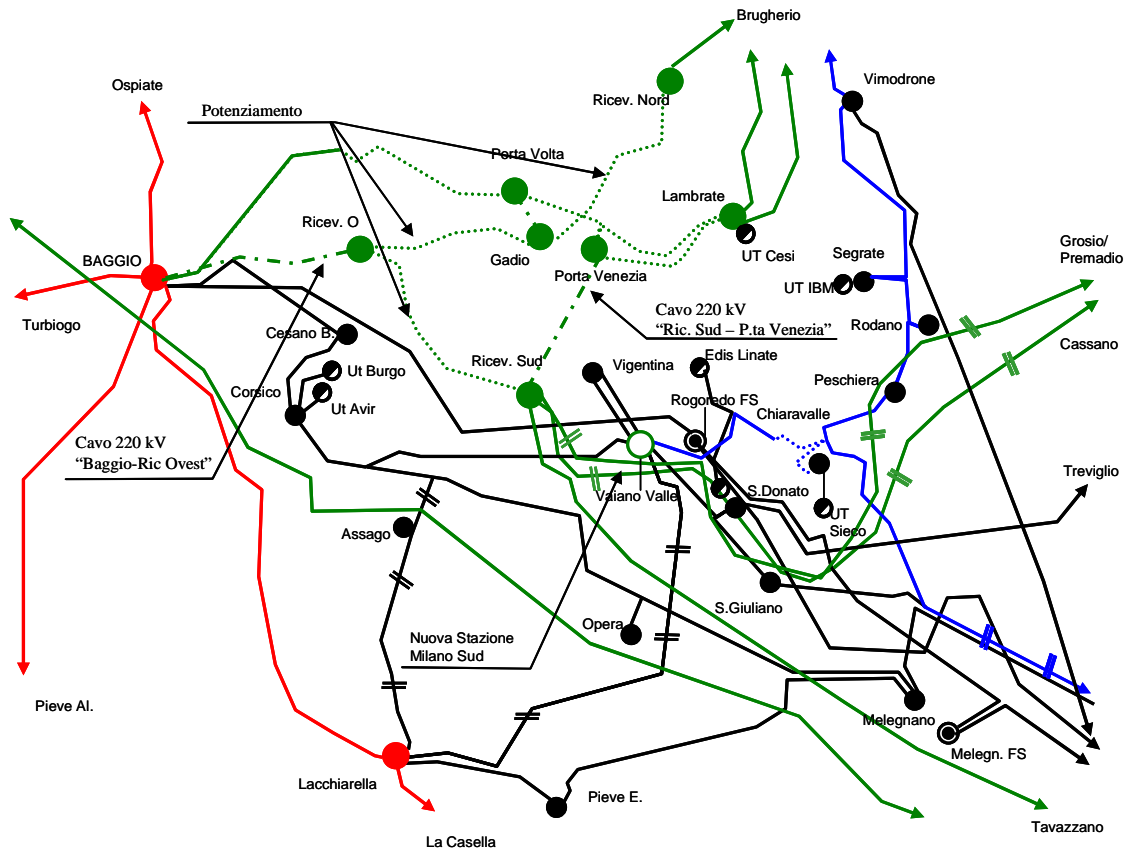 Brugherio
Ospiate
Vimodrone
Ricev. Nord
Potenziamento
Porta Volta
Lambrate
Ricev. O
Gadio
UT Cesi
Segrate
Grosio/
Premadio
BAGGIO
Porta Venezia
UT IBM
Turbiogo
Cavo 220 kV
“Ric. Sud – P.ta Venezia”
Rodano
Cesano B.
Cassano
Edis Linate
Ricev. Sud
Vigentina
Ut Burgo
Peschiera
Corsico
Rogoredo FS
Ut Avir
Chiaravalle
Cavo 220 kV
“Baggio-Ric Ovest”
Treviglio
Vaiano Valle
S.Donato
UT
Sieco
Assago
S.Giuliano
Opera
Nuova Stazione
Milano Sud
Pieve Al.
Melegnano
Melegn. FS
Lacchiarella
Pieve E.
Tavazzano
La Casella